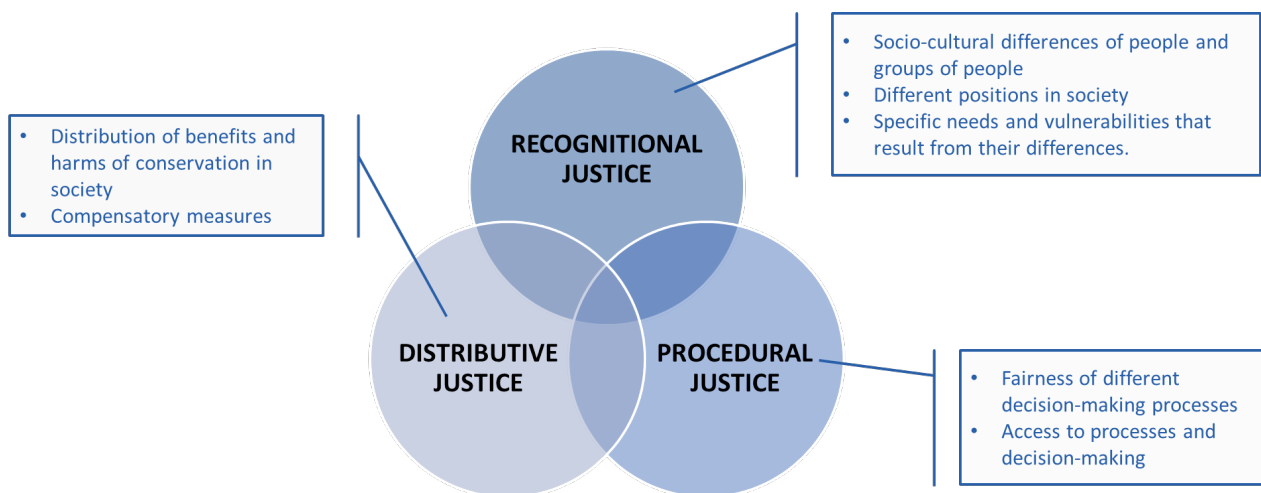 • Socio-cultural differences of people and
groups of people
• Different positions in society
• Specific needs and vulnerabilities that
result from their differences.
RECOGNITIONAL
JUSTICE
• Distribution of benefits and
harms of conservation in
society
• Compensatory measures
DISTRIBUTIVE
JUSTICE
PROCEDURAL
JUSTICE
• Fairness of different
decision-making processes
• Access to processes and
decision-making